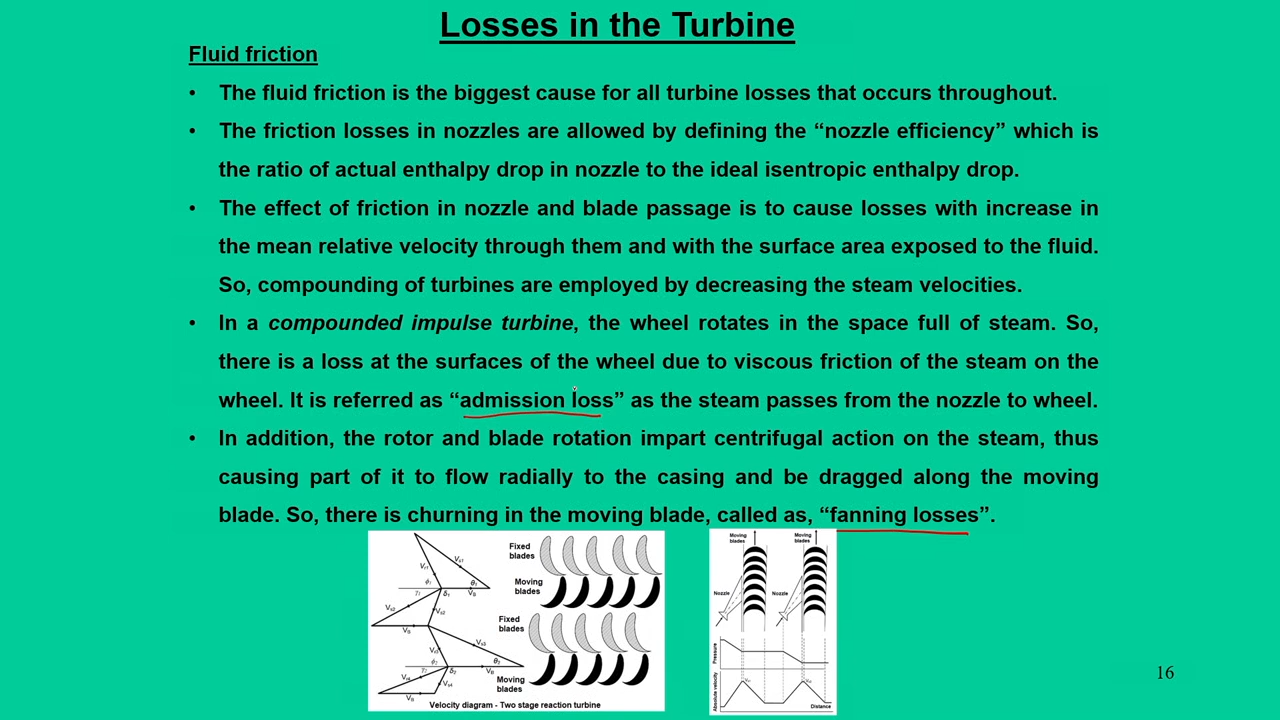 Losses in the Turbine
Fluid friction
• The fluid friction is the biggest cause for all turbine losses that occurs throughout.
• The friction losses in nozzles are allowed by defining the “nozzle efficiency” which is
the ratio of actual enthalpy drop in nozzle to the ideal isentropic enthalpy drop.
• The effect of friction in nozzle and blade passage is to cause losses with increase in
the mean relative velocity through them and with the surface area exposed to the fluid.
So, compounding of turbines are employed by decreasing the steam velocities.
• In a compounded impulse turbine, the wheel rotates in the space full of steam. So,
there is a loss at the surfaces of the wheel due to viscous friction of the steam on the
wheel. It is referred as “admission loss” as the steam passes from the nozzle to wheel.
• In addition, the rotor and blade rotation impart centrifugal action on the steam, thus
causing part of it to flow radially to the casing and be dragged along the moving
blade. So, there is churning in the moving blade, called as, “fanning losses”.
Fixed
blades
Moving
blades
Fixed
blades
Moving
blades
Velocity diagram - Two stage reaction turbine
Moving
blades
Moving
blades
Nozzle
Nozzle
Pressure
Absolute velocity
Distance
16